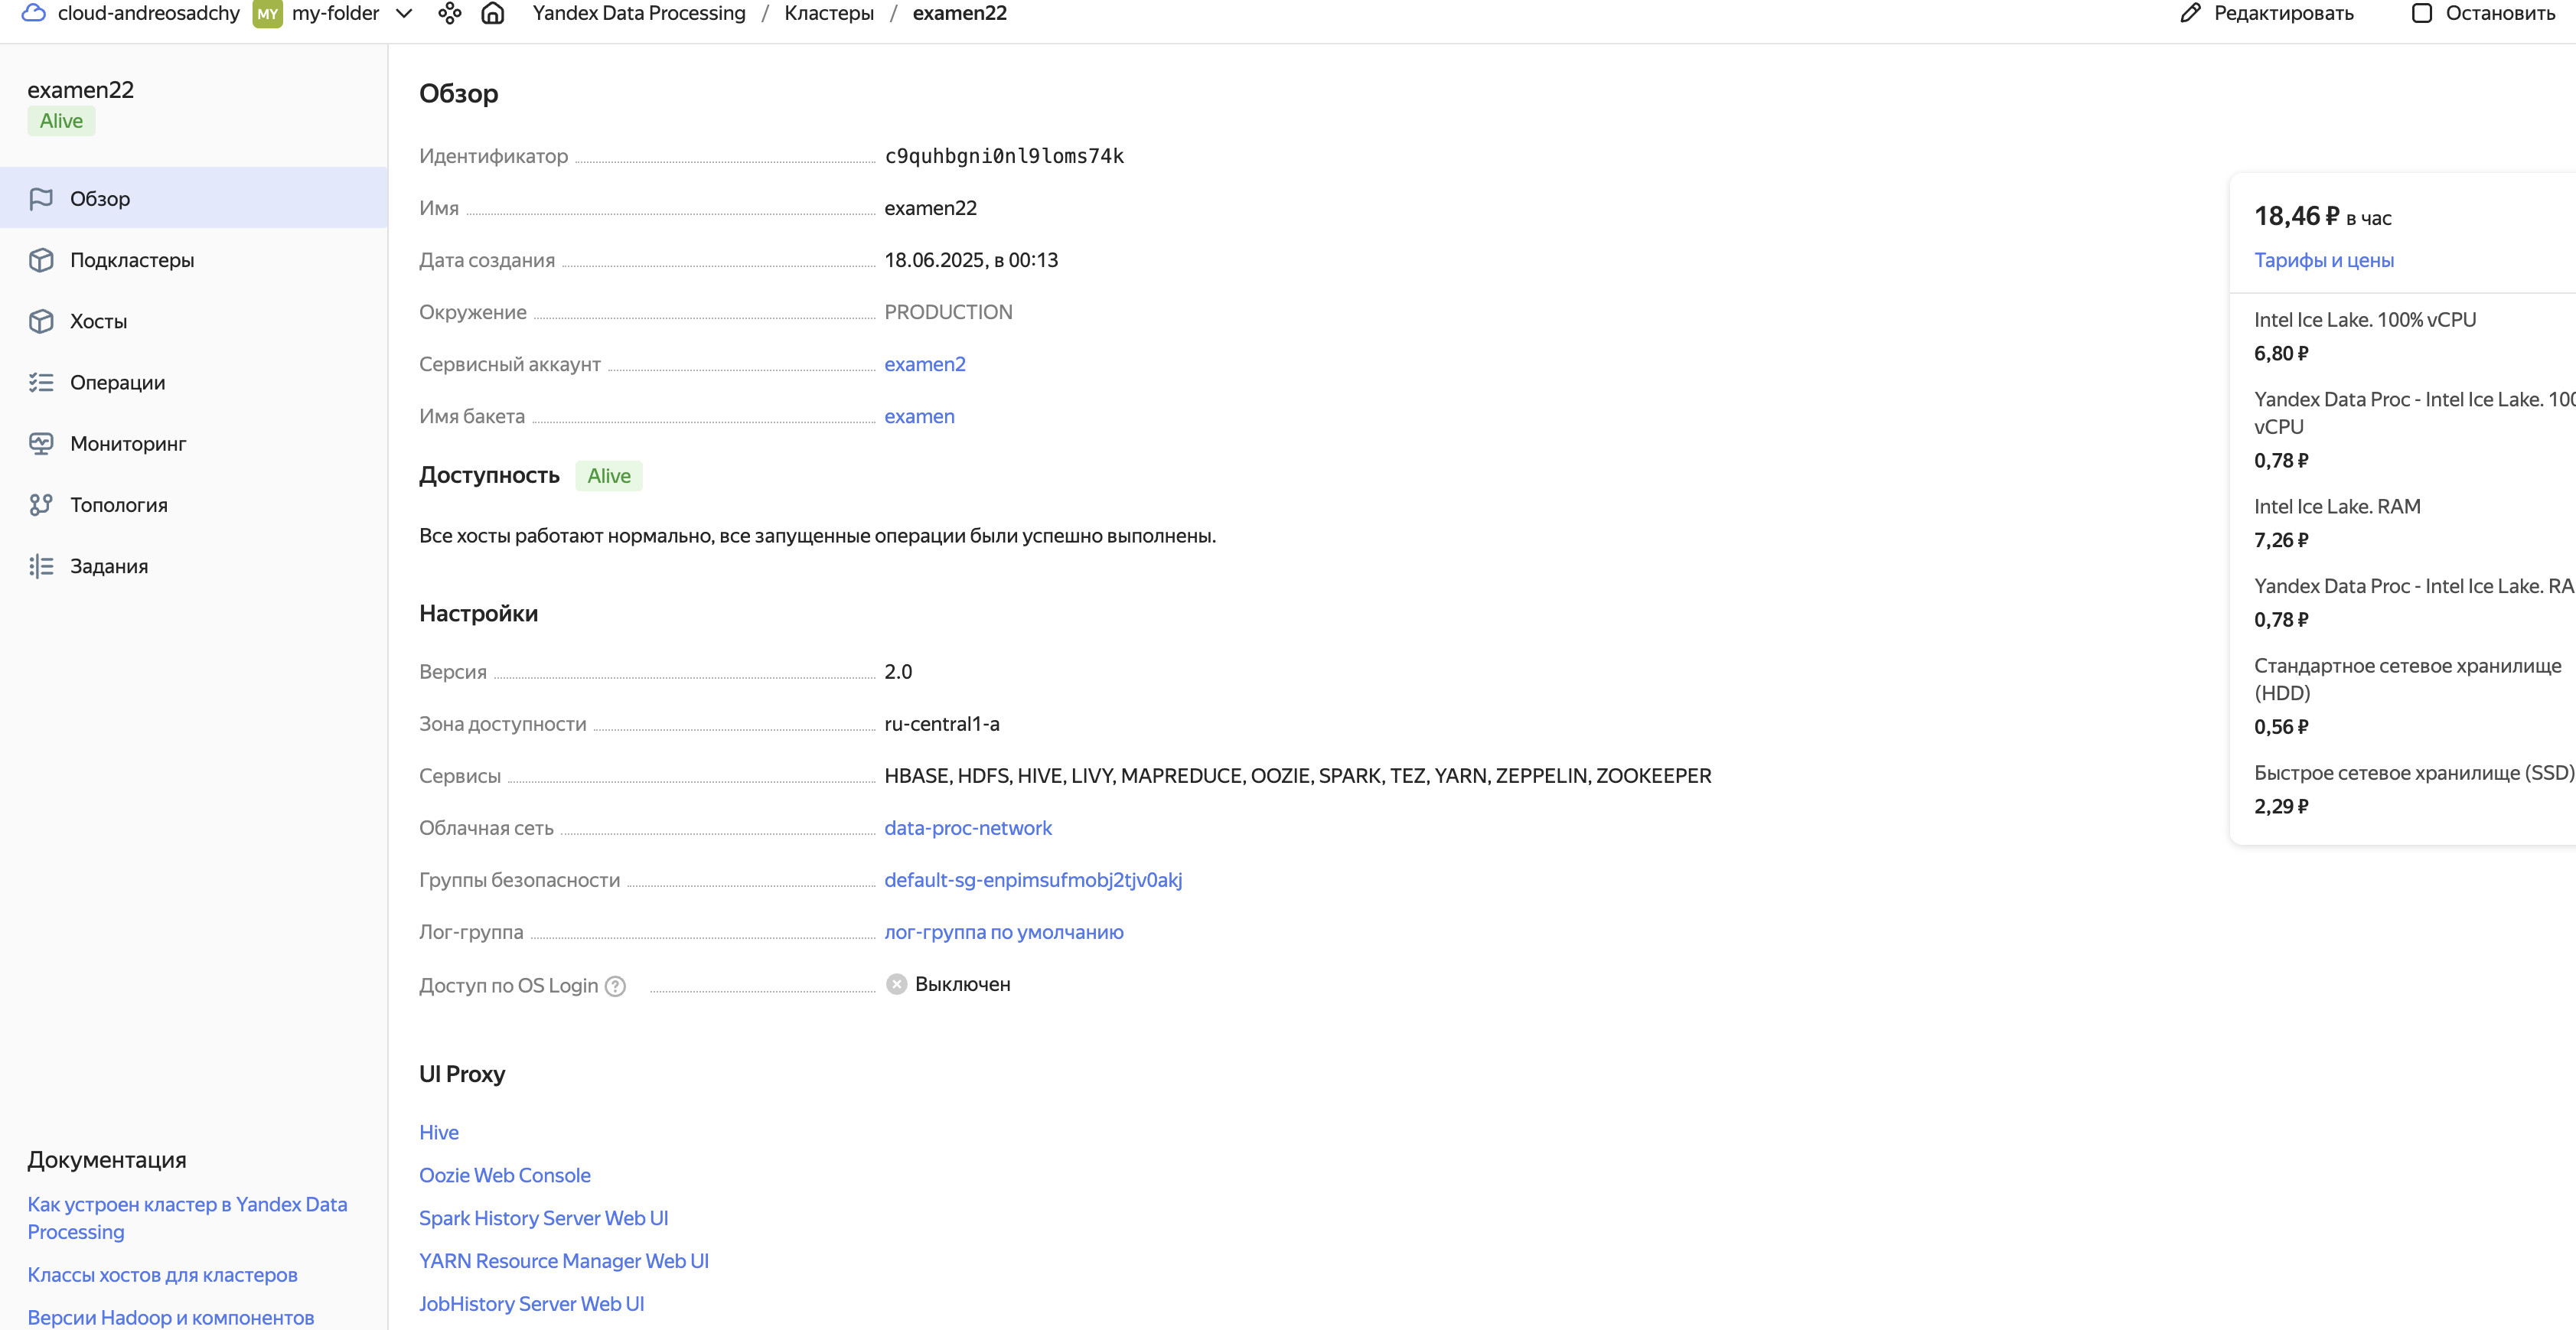 cloud-andreosadchy MY my-folder Yandex Data Processing / Кластеры / examen22 Редактировать Остановить
examen22
Alive
Обзор
Подкластеры
Хосты
Операции
Мониторинг
Топология
Задания
Документация
Как устроен кластер в Yandex Data
Processing
Классы хостов для кластеров
Версии Hadoop и компонентов
Обзор
Идентификатор c9quhbgni0nl9loms74k
Имя examen22
Дата создания 18.06.2025, в 00:13
Окружение PRODUCTION
Сервисный аккаунт examen2
Имя бакета examen
Доступность Alive
Все хосты работают нормально, все запущенные операции были успешно выполнены.
Настройки
Версия 2.0
Зона доступности ru-central1-a
Сервисы HBASE, HDFS, HIVE, LIVY, MAPREDUCE, OOZIE, SPARK, TEZ, YARN, ZEPPELIN, ZOOKEEPER
Облачная сеть data-proc-network
Группы безопасности default-sg-enpimsufmobj2tjv0akj
Лог-группа лог-группа по умолчанию
Доступ по OS Login ? Выключен
UI Proxy
Hive
Oozie Web Console
Spark History Server Web UI
YARN Resource Manager Web UI
JobHistory Server Web UI
18,46 ₽ в час
Тарифы и цены
Intel Ice Lake. 100% vCPU
6,80 ₽
Yandex Data Proc - Intel Ice Lake. 100
vCPU
0,78 ₽
Intel Ice Lake. RAM
7,26 ₽
Yandex Data Proc - Intel Ice Lake. RA
0,78 ₽
Стандартное сетевое хранилище
(HDD)
0,56 ₽
Быстрое сетевое хранилище (SSD)
2,29 ₽